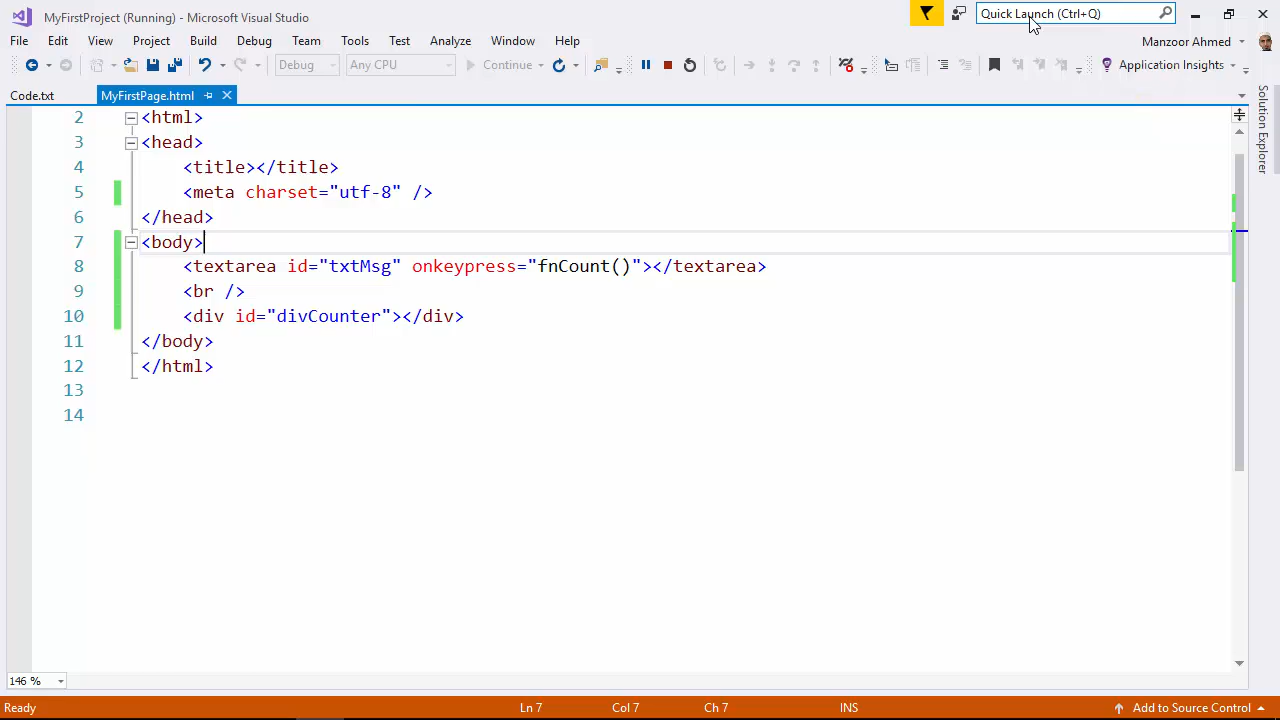 MyFirstProject (Running) - Microsoft Visual Studio
Quick Launch (Ctrl+Q)
File Edit View Project Build Debug Team Tools Test Analyze Window Help
Manzoor Ahmed
Debug Any CPU Continue Application Insights
Code.txt MyFirstPage.html
Solution Explorer
2 <html>
3 <head>
4 <title></title>
5 <meta charset="utf-8" />
6 </head>
7 <body>
8 <textarea id="txtMsg" onkeypress="fnCount()"></textarea>
9 <br />
10 <div id="divCounter"></div>
11 </body>
12 </html>
13
14
146 %
Ready Ln 7 Col 7 Ch 7 INS Add to Source Control